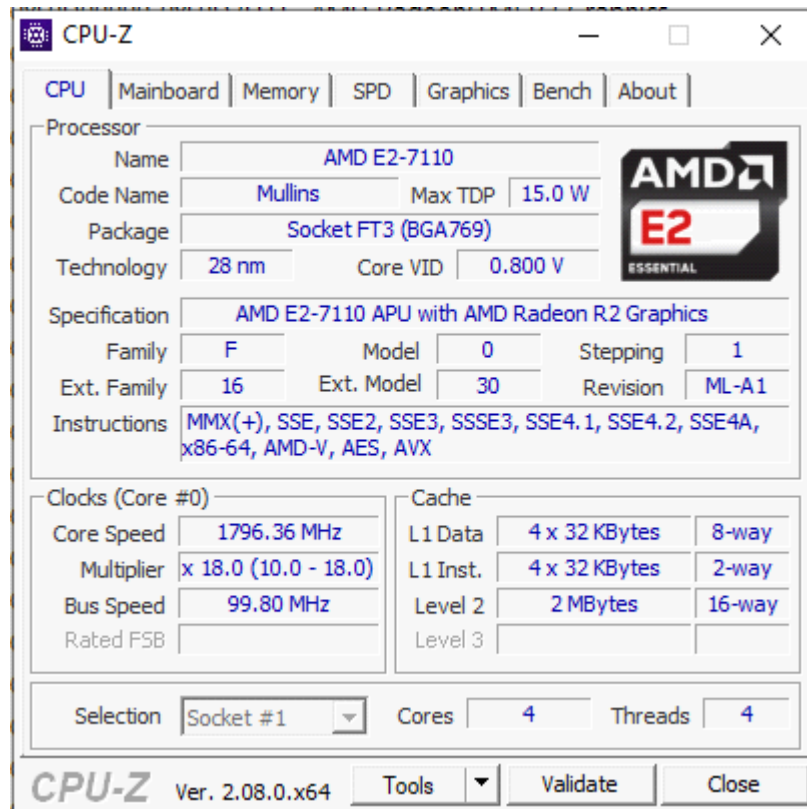 CPU-Z
CPU Mainboard Memory SPD Graphics Bench About
Processor
Name AMD E2-7110
Code Name Mullins Max TDP 15.0 W
Package Socket FT3 (BGA769)
Technology 28 nm Core VID 0.800 V
AMD
E2
ESSENTIAL
Specification AMD E2-7110 APU with AMD Radeon R2 Graphics
Family F Model 0 Stepping 1
Ext. Family 16 Ext. Model 30 Revision ML-A1
Instructions MMX(+), SSE, SSE2, SSE3, SSSE3, SSE4.1, SSE4.2, SSE4A,
x86-64, AMD-V, AES, AVX
Clocks (Core #0)
Core Speed 1796.36 MHz
Multiplier x 18.0 (10.0 - 18.0)
Bus Speed 99.80 MHz
Rated FSB
Cache
L1 Data 4 x 32 KBytes 8-way
L1 Inst. 4 x 32 KBytes 2-way
Level 2 2 MBytes 16-way
Level 3
Selection Socket #1 Cores 4 Threads 4
CPU-Z Ver. 2.08.0.x64 Tools Validate Close